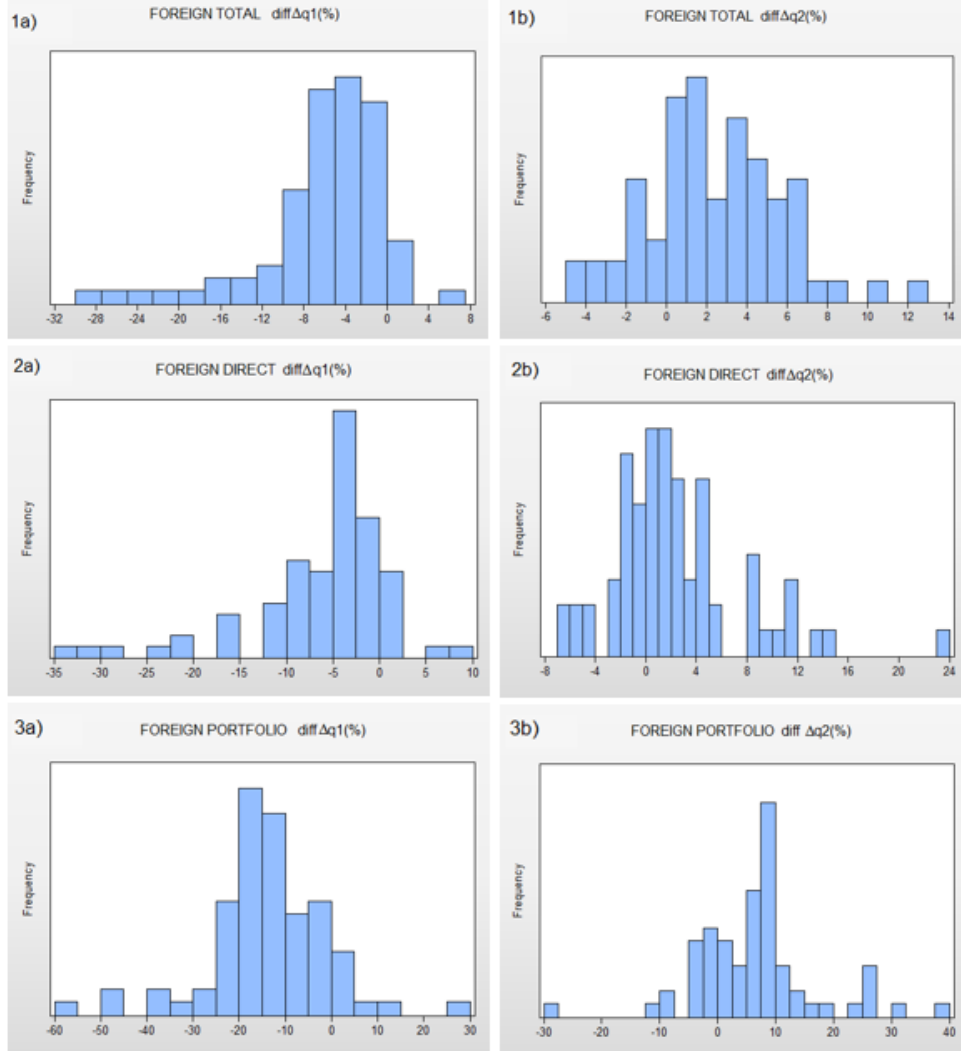 1a)
FOREIGN TOTAL diffΔq1(%)
Frequency
-32 -28 -24 -20 -16 -12 -8 -4 0 4 8
1b)
FOREIGN TOTAL diffΔq2(%)
Frequency
-6 -4 -2 0 2 4 6 8 10 12 14
2a)
FOREIGN DIRECT diffΔq1(%)
Frequency
-35 -30 -25 -20 -15 -10 -5 0 5 10
2b)
FOREIGN DIRECT diffΔq2(%)
Frequency
-8 -4 0 4 8 12 16 20 24
3a)
FOREIGN PORTFOLIO diffΔq1(%)
Frequency
-60 -50 -40 -30 -20 -10 0 10 20 30
3b)
FOREIGN PORTFOLIO diff Δq2(%)
Frequency
-30 -20 -10 0 10 20 30 40